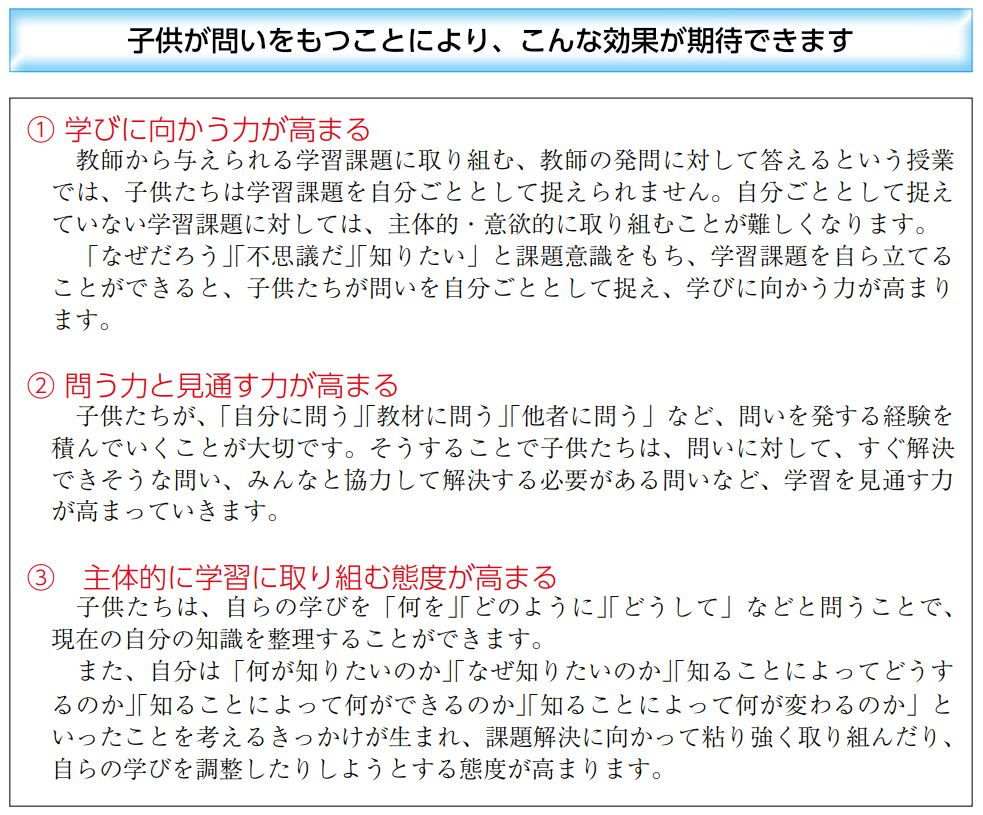 子供が問いをもつことにより、こんな効果が期待できます
① 学びに向かう力が高まる
教師から与えられる学習課題に取り組む、教師の発問に対して答えるという授業
では、子供たちは学習課題を自分ごととして捉えられません。自分ごととして捉え
ていない学習課題に対しては、主体的・意欲的に取り組むことが難しくなります。
「なぜだろう」「不思議だ」「知りたい」と課題意識をもち、学習課題を自ら立てる
ことができると、子供たちが問いを自分ごととして捉え、学びに向かう力が高まり
ます。
② 問う力と見通す力が高まる
子供たちが、「自分に問う」「教材に問う」「他者に問う」など、問いを発する経験を
積んでいくことが大切です。そうすることで子供たちは、問いに対して、すぐ解決
できそうな問い、みんなと協力して解決する必要がある問いなど、学習を見通す力
が高まっていきます。
③ 主体的に学習に取り組む態度が高まる
子供たちは、自らの学びを「何を」「どのように」「どうして」などと問うことで、
現在の自分の知識を整理することができます。
また、自分は「何が知りたいのか」「なぜ知りたいのか」「知ることによってどうす
るのか」「知ることによって何ができるのか」「知ることによって何が変わるのか」と
いったことを考えるきっかけが生まれ、課題解決に向かって粘り強く取り組んだり、
自らの学びを調整したりしようとする態度が高まります。